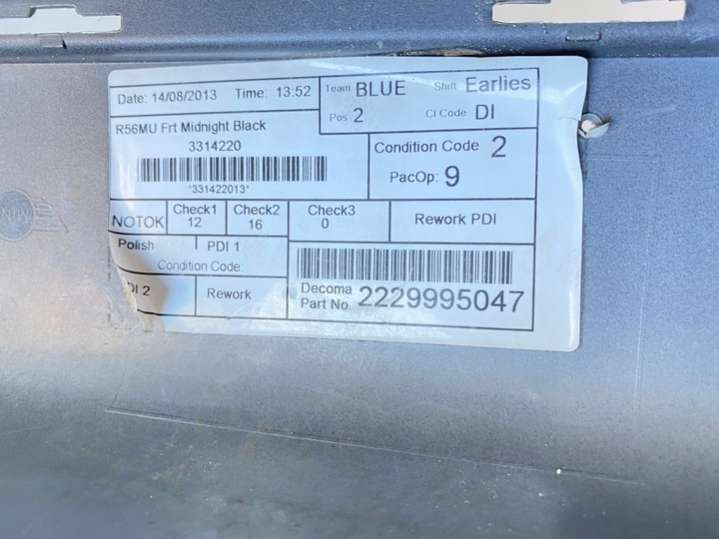 Date: 14/08/2013 Time: 13:52
Team BLUE Shift Earlies
Pos 2 CI Code DI
R56MU Frt Midnight Black
3314220
*331422013*
Condition Code 2
PacOp: 9
NOTOK Check1 12 Check2 16 Check3 0 Rework PDI
Polish PDI 1
Condition Code:
DI 2 Rework
Decoma
Part No 2229995047